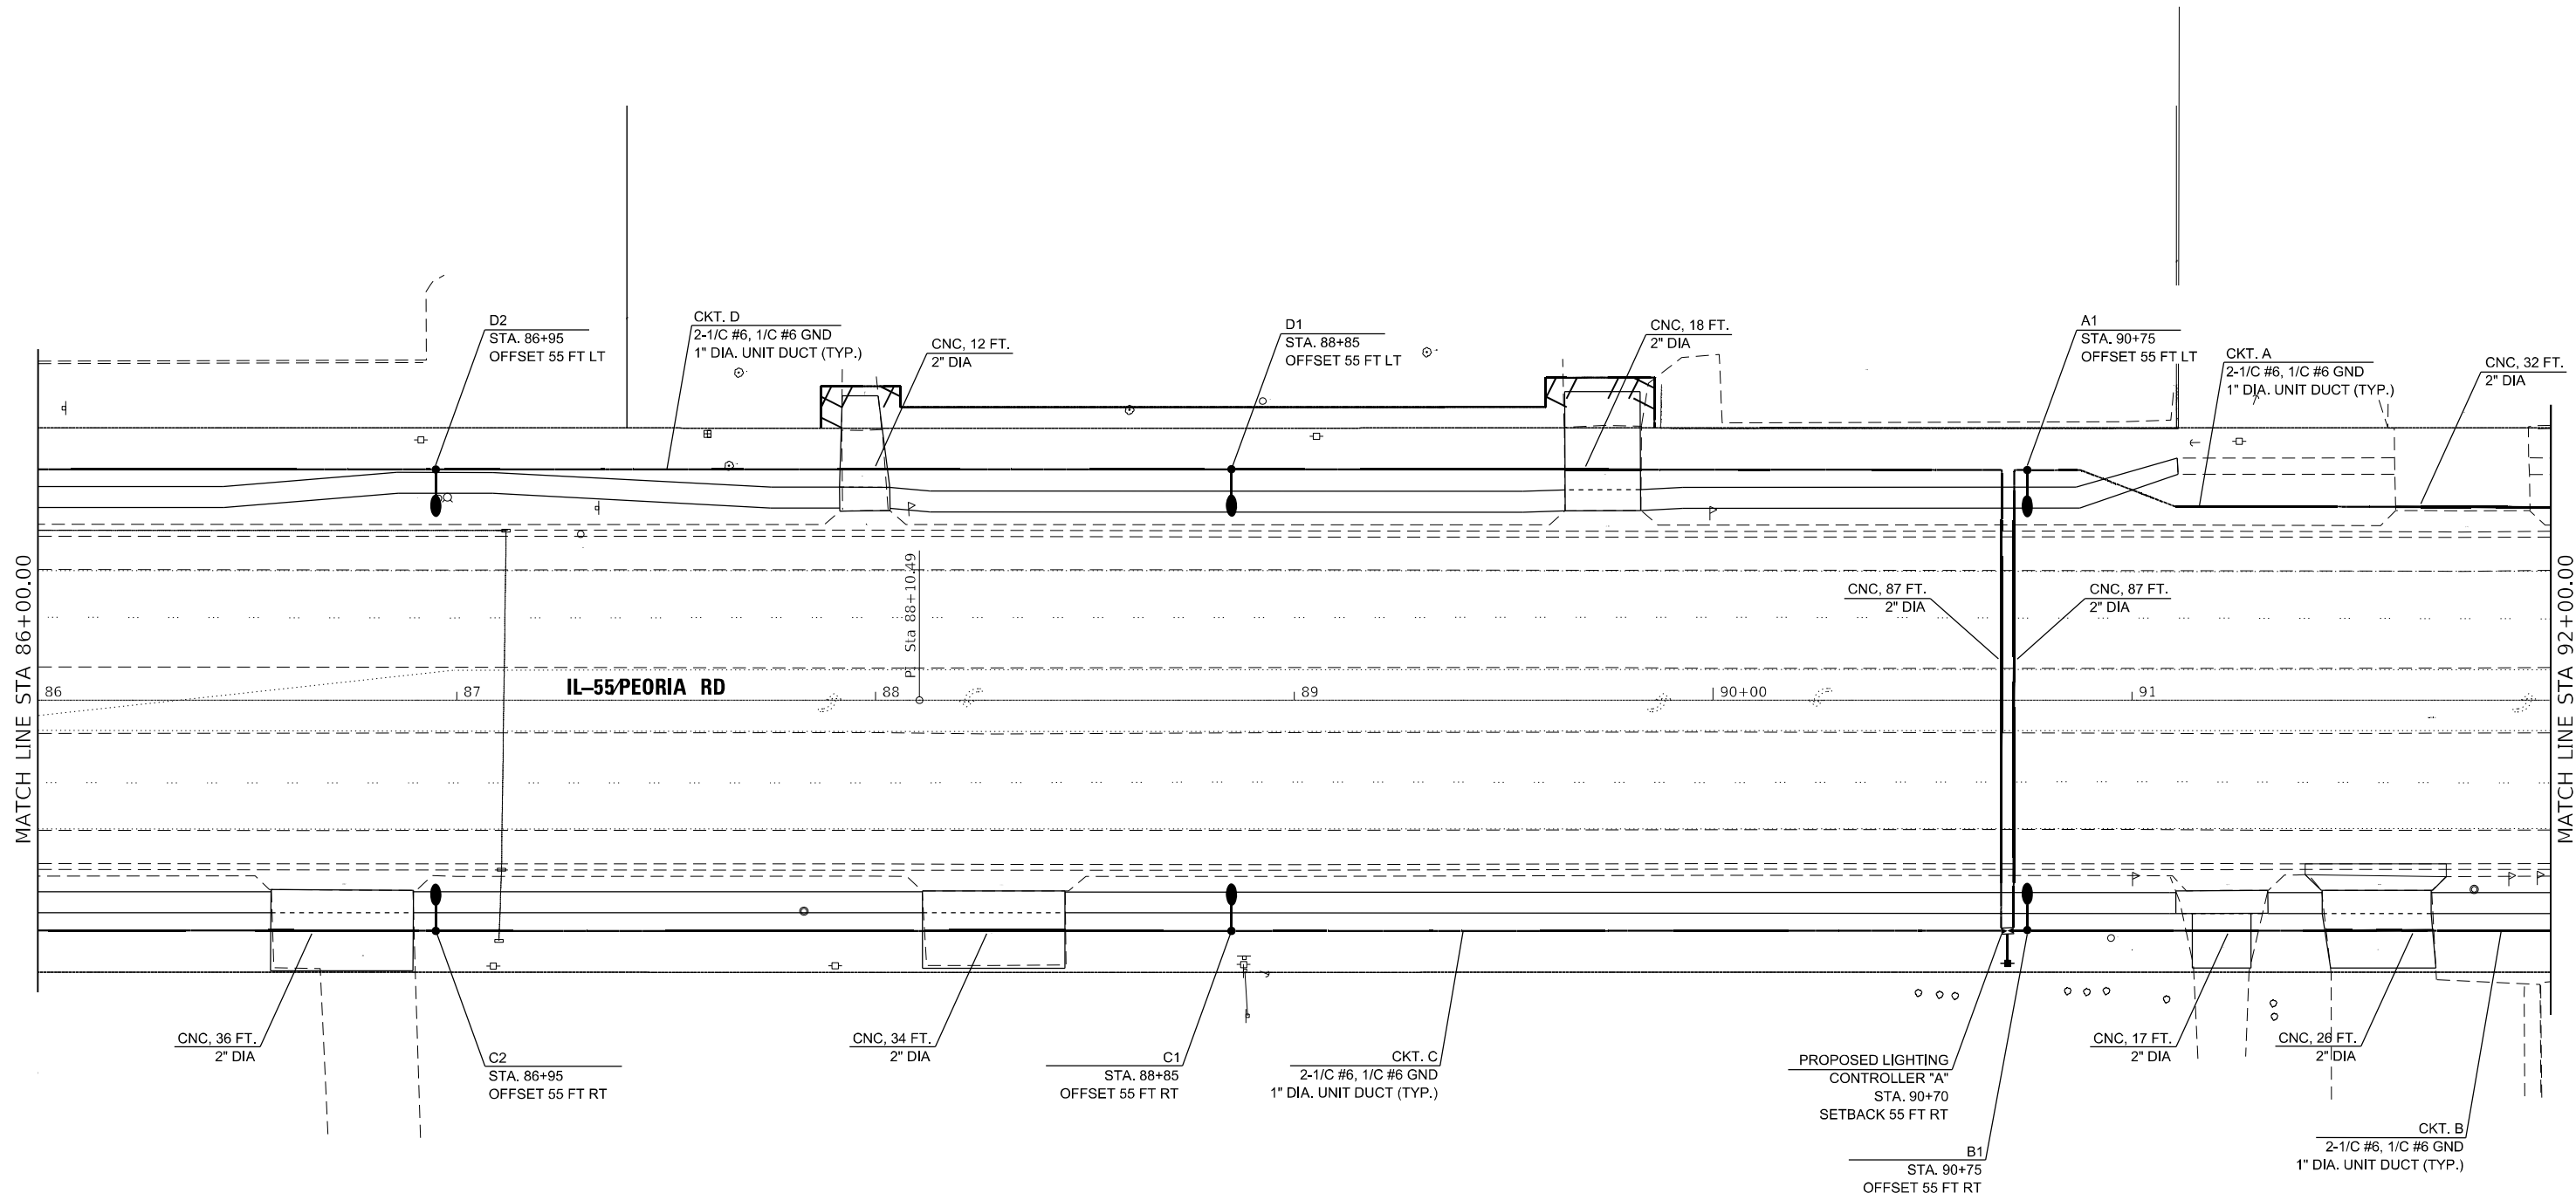 D2
STA. 86+95
OFFSET 55 FT LT
CKT. D
2-1/C #6, 1/C #6 GND
1" DIA. UNIT DUCT (TYP.)
CNC, 12 FT.
2" DIA
D1
STA. 88+85
OFFSET 55 FT LT
CNC, 18 FT.
2" DIA
A1
STA. 90+75
OFFSET 55 FT LT
CKT. A
2-1/C #6, 1/C #6 GND
1" DIA. UNIT DUCT (TYP.)
CNC, 32 FT.
2" DIA
MATCH LINE STA 86+00.00
PI Sta 88+10.49
CNC, 87 FT.
2" DIA
CNC, 87 FT.
2" DIA
MATCH LINE STA 92+00.00
86
87
IL-55/PEORIA RD
88
89
90+00
91
CNC, 36 FT.
2" DIA
C2
STA. 86+95
OFFSET 55 FT RT
CNC, 34 FT.
2" DIA
C1
STA. 88+85
OFFSET 55 FT RT
CKT. C
2-1/C #6, 1/C #6 GND
1" DIA. UNIT DUCT (TYP.)
PROPOSED LIGHTING
CONTROLLER "A"
STA. 90+70
SETBACK 55 FT RT
B1
STA. 90+75
OFFSET 55 FT RT
CNC, 17 FT.
2" DIA
CNC, 26 FT.
2" DIA
CKT. B
2-1/C #6, 1/C #6 GND
1" DIA. UNIT DUCT (TYP.)